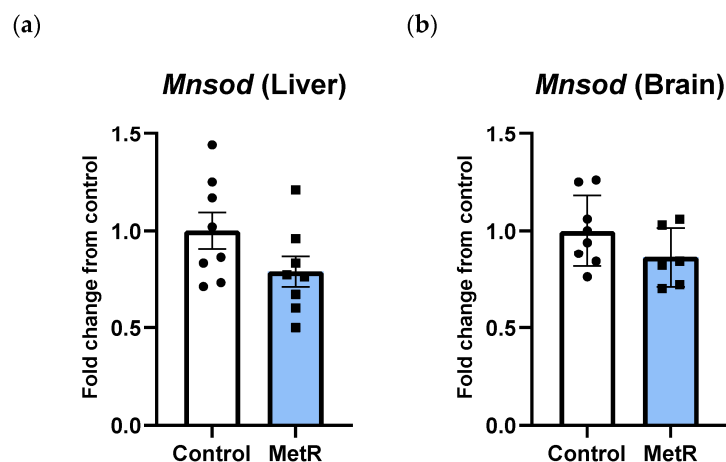 (a)
Mnsod (Liver)
Fold change from control
1.5
1.0
0.5
0.0
Control MetR
(b)
Mnsod (Brain)
Fold change from control
1.5
1.0
0.5
0.0
Control MetR